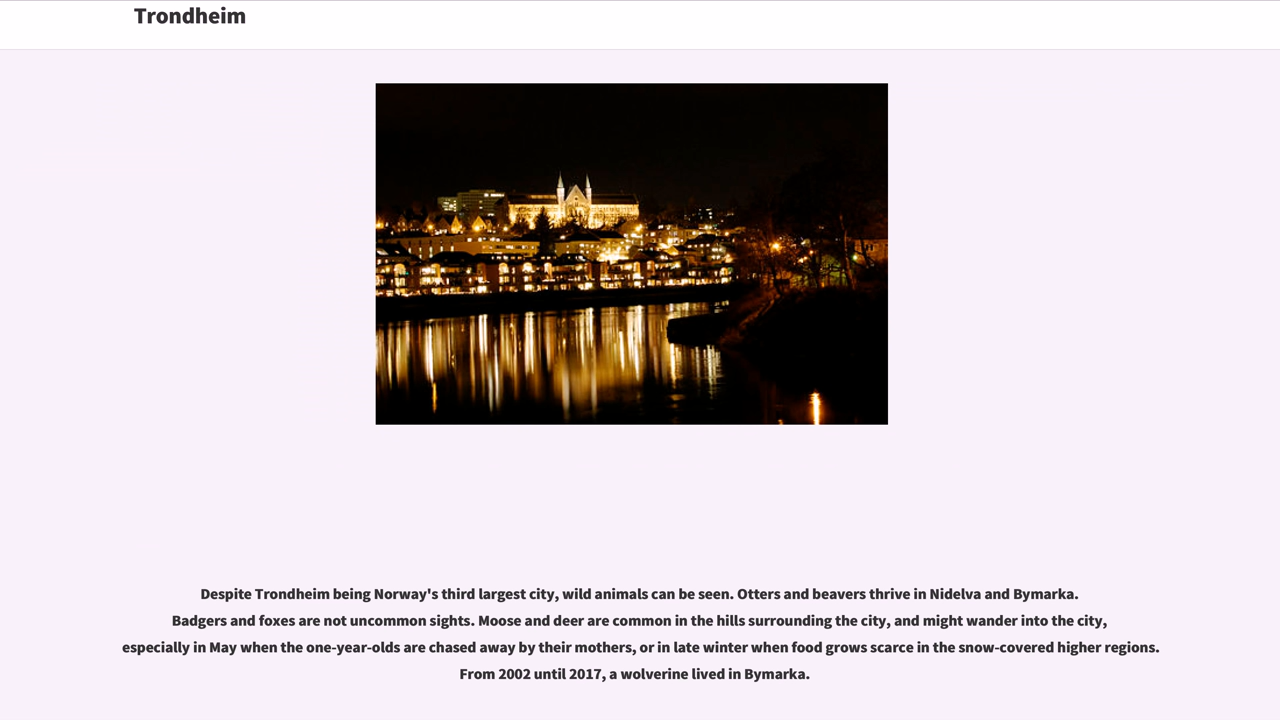 Trondheim
Despite Trondheim being Norway's third largest city, wild animals can be seen. Otters and beavers thrive in Nidelva and Bymarka.
Badgers and foxes are not uncommon sights. Moose and deer are common in the hills surrounding the city, and might wander into the city,
especially in May when the one-year-olds are chased away by their mothers, or in late winter when food grows scarce in the snow-covered higher regions.
From 2002 until 2017, a wolverine lived in Bymarka.